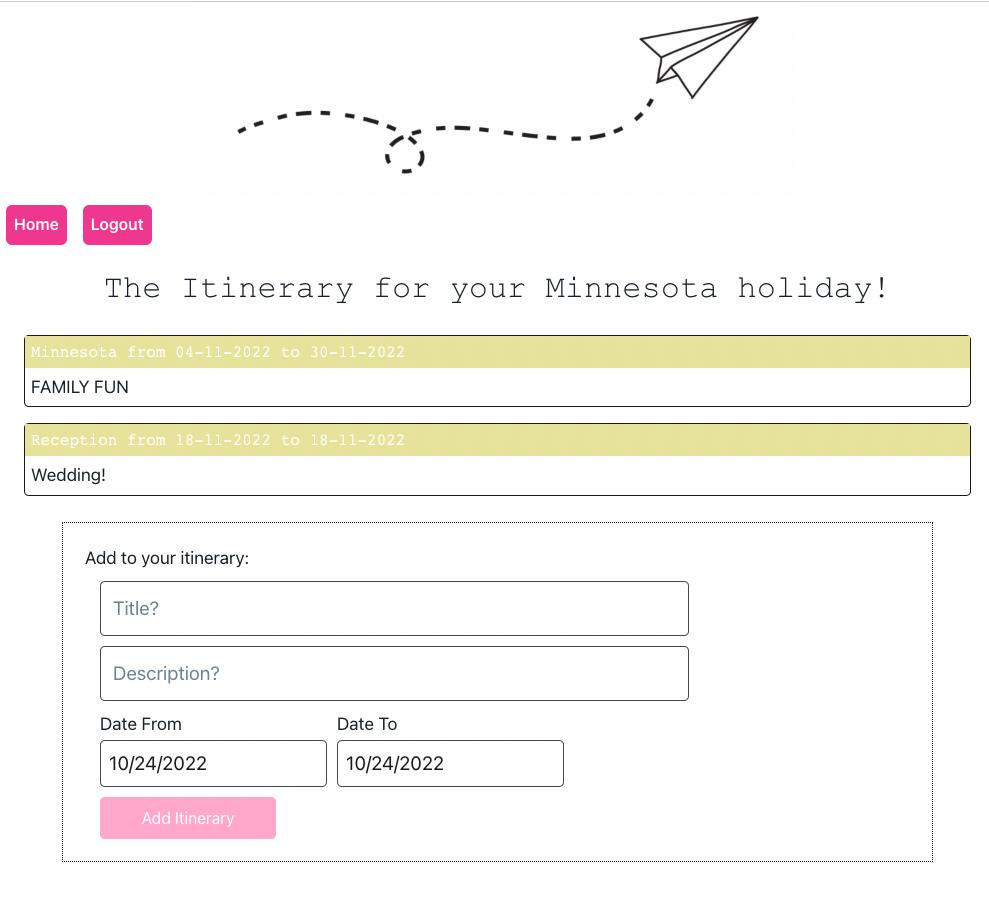 Home Logout
The Itinerary for your Minnesota holiday!
Minnesota from 04-11-2022 to 30-11-2022
FAMILY FUN
Reception from 18-11-2022 to 18-11-2022
Wedding!
Add to your itinerary:
Title?
Description?
Date From Date To
10/24/2022 10/24/2022
Add Itinerary